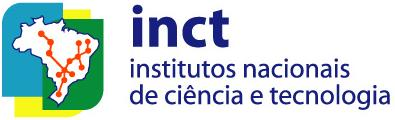 inct
institutos nacionais
de ciência e tecnologia